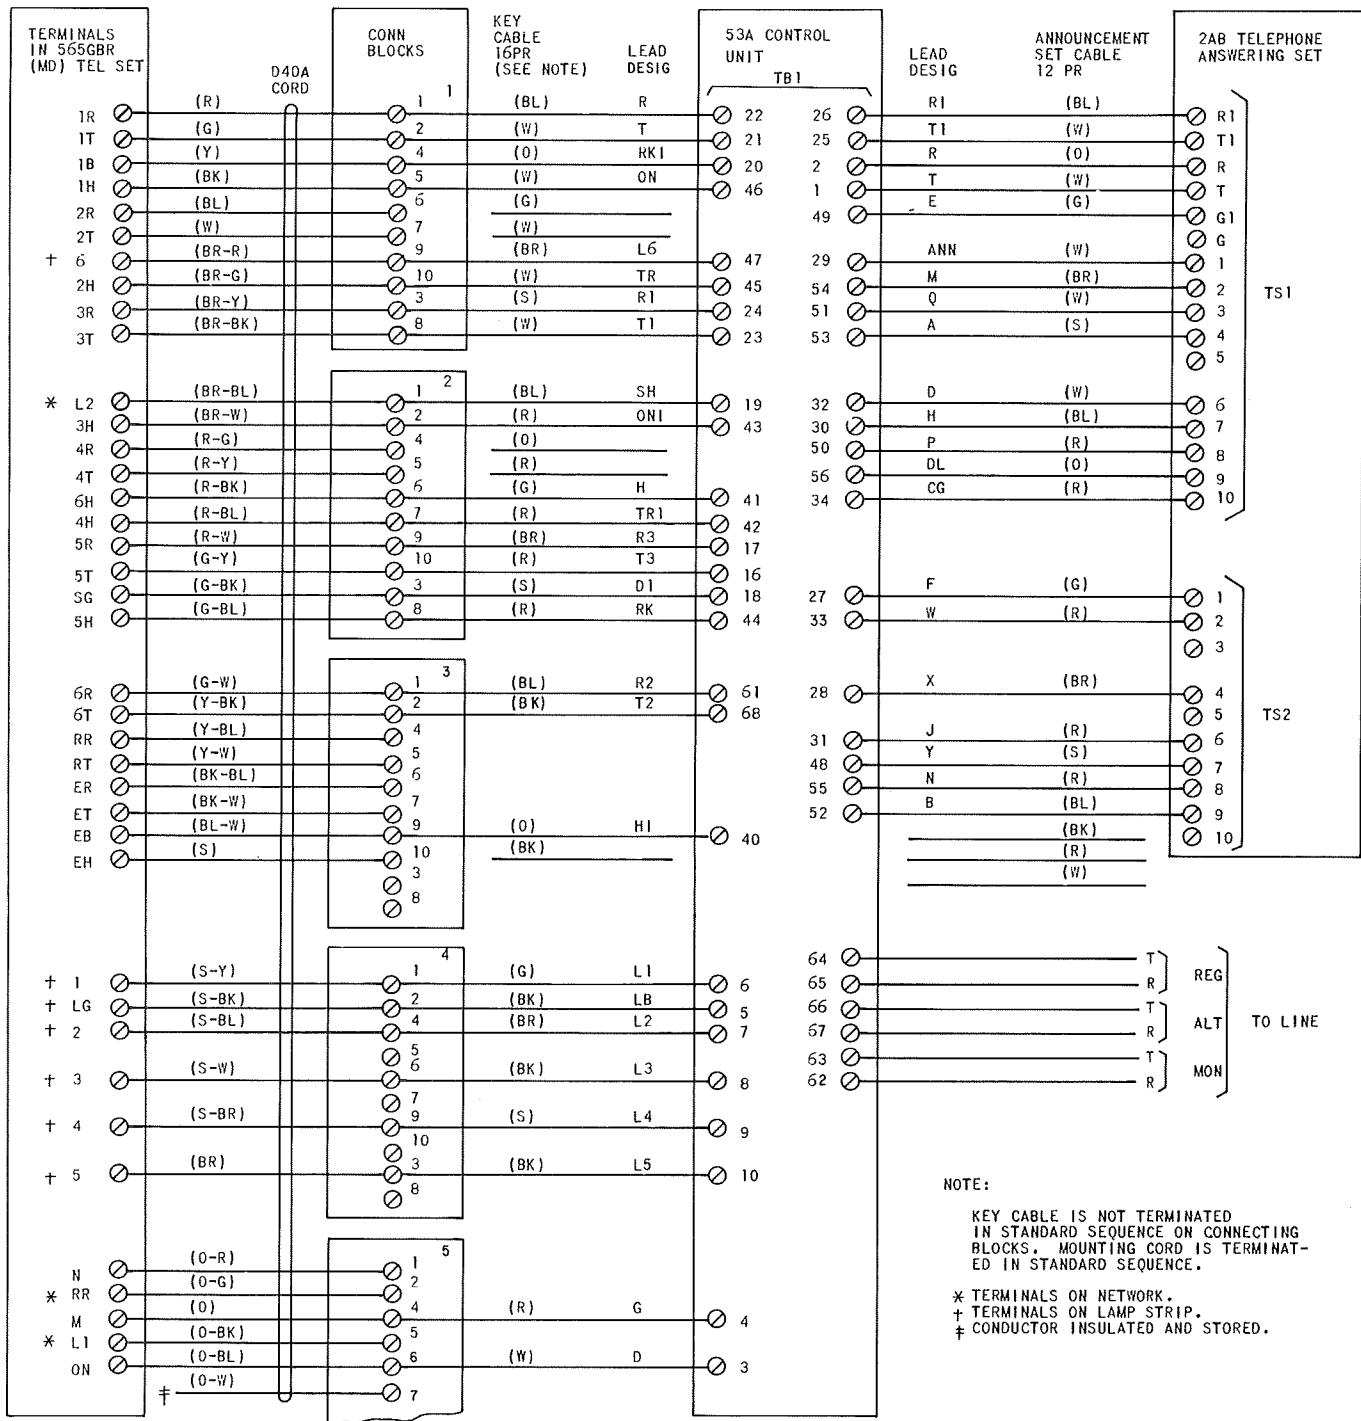 TERMINALS
IN 565GBR
(MD) TEL SET
D40A
CORD
CONN
BLOCKS
KEY
CABLE
16PR
(SEE NOTE)
LEAD
DESIG
53A CONTROL
UNIT
TB1
LEAD
DESIG
ANNOUNCEMENT
SET CABLE
12 PR
2AB TELEPHONE
ANSWERING SET
1
1R (R) 1 (BL) R 22 26 R1 (BL) R1
1T (G) 2 (W) T 21 25 T1 (W) T1
1B (Y) 4 (O) RK1 20 2 R (O) R
1H (BK) 5 (W) ON 46 1 T (W) T
2R (BL) 6 (G) 49 E (G) G1
2T (W) 7 (W) G
† 6 (BR-R) 9 (BR) L6 47 29 ANN (W) 1
2H (BR-G) 10 (W) TR 45 54 M (BR) 2
3R (BR-Y) 3 (S) R1 24 51 Q (W) 3
3T (BR-BK) 8 (W) T1 23 53 A (S) 4
5
TS1
2
* L2 (BR-BL) 1 (BL) SH 19 32 D (W) 6
3H (BR-W) 2 (R) ON1 43 30 H (BL) 7
4R (R-G) 4 (O) 50 P (R) 8
4T (R-Y) 5 (R) 56 DL (O) 9
6H (R-BK) 6 (G) H 41 34 CG (R) 10
4H (R-BL) 7 (R) TR1 42
5R (R-W) 9 (BR) R3 17
5T (G-Y) 10 (R) T3 16
SG (G-BK) 3 (S) D1 18 27 F (G) 1
5H (G-BL) 8 (R) RK 44 33 W (R) 2
3
3
6R (G-W) 1 (BL) R2 61 28 X (BR) 4
6T (Y-BK) 2 (BK) T2 68 5
TS2
RR (Y-BL) 4 31 J (R) 6
RT (Y-W) 5 48 Y (S) 7
ER (BK-BL) 6 55 N (R) 8
ET (BK-W) 7 52 B (BL) 9
EB (BL-W) 9 (O) H1 40 (BK) 10
EH (S) 10 (BK) (R)
3 (W)
8
4
† 1 (S-Y) 1 (G) L1 6
† LG (S-BK) 2 (BK) LB 5
† 2 (S-BL) 4 (BR) L2 7
5
† 3 (S-W) 6 (BK) L3 8
7
† 4 (S-BR) 9 (S) L4 9
10
† 5 (BR) 3 (BK) L5 10
8
64 T
65 R
REG
66 T
67 R
ALT
63 T
62 R
MON
TO LINE
5
N (O-R) 1
* RR (O-G) 2
M (O) 4 (R) G 4
* L1 (O-BK) 5
ON (O-BL) 6 (W) D 3
‡ (O-W) 7
NOTE:
KEY CABLE IS NOT TERMINATED
IN STANDARD SEQUENCE ON CONNECTING
BLOCKS. MOUNTING CORD IS TERMINAT-
ED IN STANDARD SEQUENCE.
* TERMINALS ON NETWORK.
† TERMINALS ON LAMP STRIP.
‡ CONDUCTOR INSULATED AND STORED.